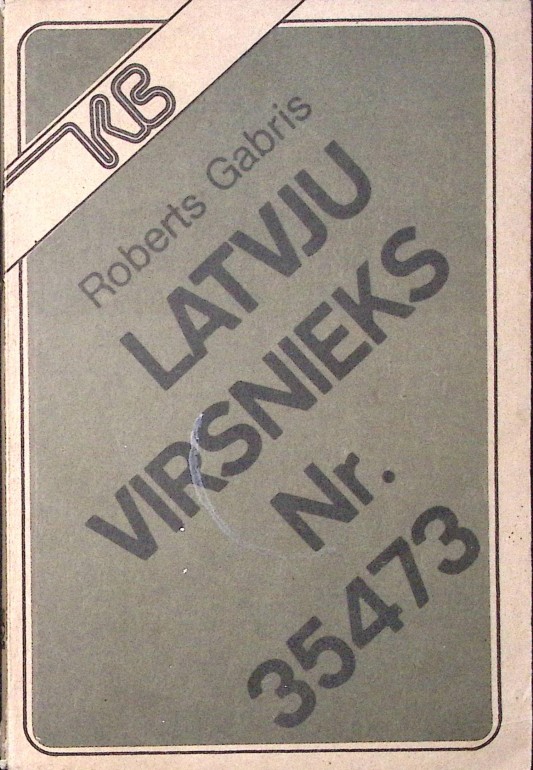 KB
Roberts Gabris
LATVJU
VIRSNIEKS
Nr.
35473